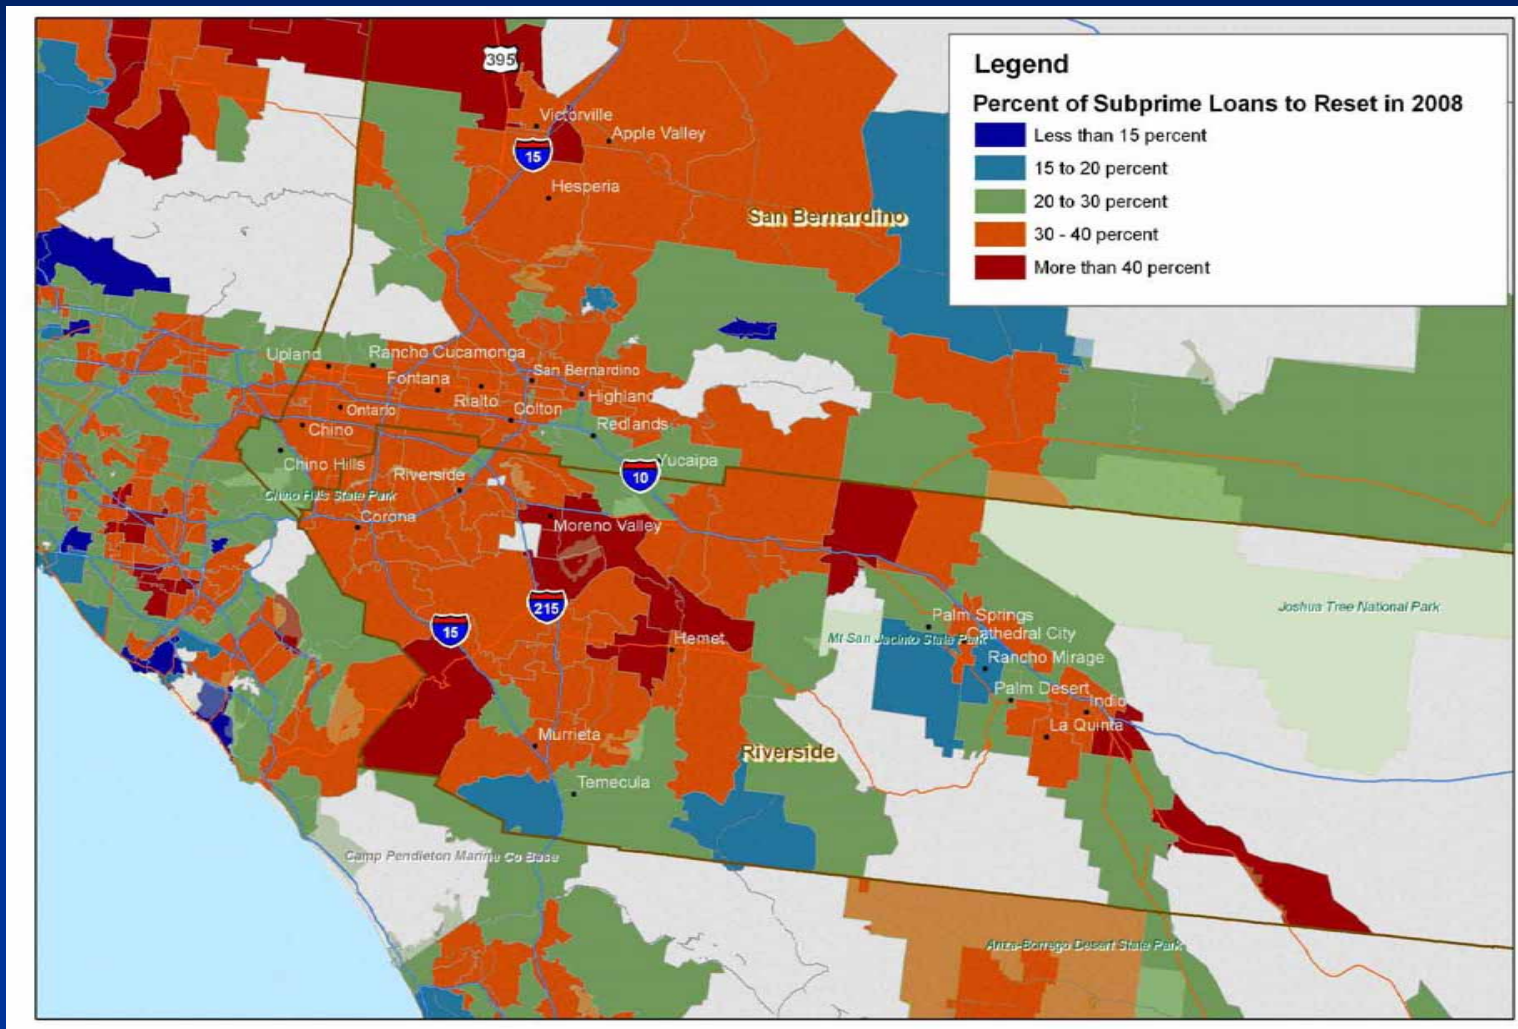 Legend
Percent of Subprime Loans to Reset in 2008
Less than 15 percent
15 to 20 percent
20 to 30 percent
30 - 40 percent
More than 40 percent
395
Victorville
Apple Valley
15
Hesperia
San Bernardino
Upland
Rancho Cucamonga
Fontana
San Bernardino
Rialto
Highland
Ontario
Colton
Chino
Redlands
Chino Hills
Yucaipa
Riverside
10
Chino Hills State Park
Corona
Moreno Valley
215
Joshua Tree National Park
Palm Springs
15
Hemet
Mt San Jacinto State Park
Cathedral City
Rancho Mirage
Palm Desert
Indio
La Quinta
Murrieta
Riverside
Temecula
Camp Pendleton Marine Co Base
Anza-Borrego Desert State Park